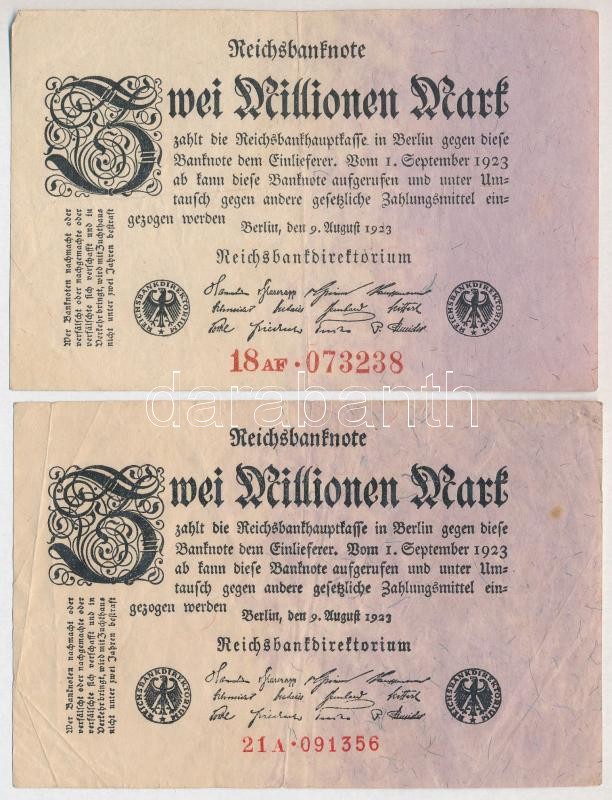 Reichsbanknote
Zwei Millionen Mark
zahlt die Reichsbankhauptkasse in Berlin gegen diese
Banknote dem Einlieferer. Vom 1. September 1923
ab kann diese Banknote aufgerufen und unter Um-
tausch gegen andere gesetzliche Zahlungsmittel ein-
gezogen werden
Berlin, den 9. August 1923
Reichsbankdirektorium
Wer Banknoten nachmacht oder
verfälscht oder nachgemachte oder
verfälschte sich verschafft und in
Verkehr bringt, wird mit Zuchthaus
nicht unter zwei Jahren bestraft
REICHSBANKDIREKTORIUM
REICHSBANKDIREKTORIUM
18AF·073238
darabanth
Reichsbanknote
Zwei Millionen Mark
zahlt die Reichsbankhauptkasse in Berlin gegen diese
Banknote dem Einlieferer. Vom 1. September 1923
ab kann diese Banknote aufgerufen und unter Um-
tausch gegen andere gesetzliche Zahlungsmittel ein-
gezogen werden
Berlin, den 9. August 1923
Reichsbankdirektorium
Wer Banknoten nachmacht oder
verfälscht oder nachgemachte oder
verfälschte sich verschafft und in
Verkehr bringt, wird mit Zuchthaus
nicht unter zwei Jahren bestraft
REICHSBANKDIREKTORIUM
REICHSBANKDIREKTORIUM
21A·091356